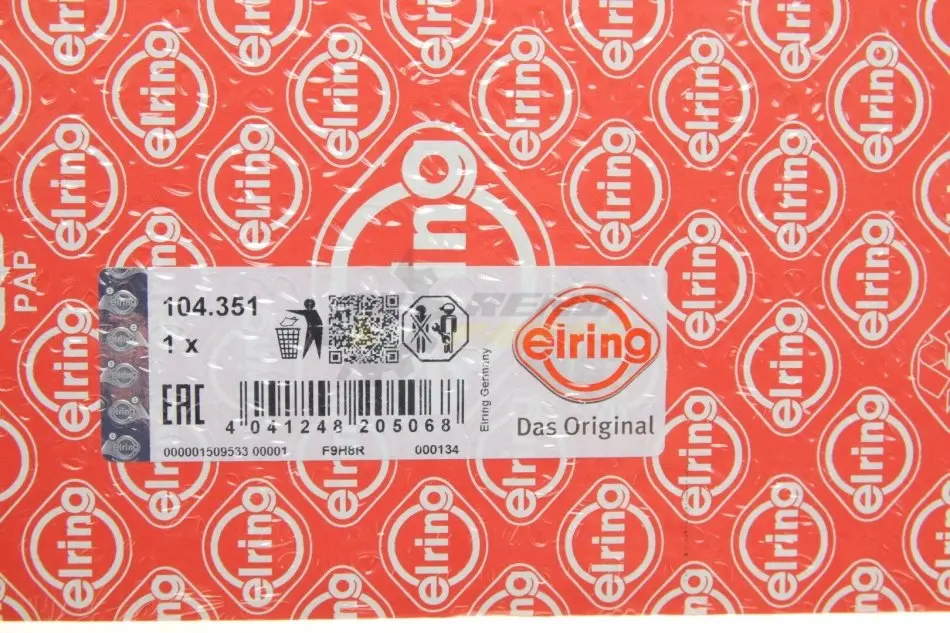 PAP
104.351
1 x
EAC
4 041248 205068
000001509533 00001 F9H8R 000134
Elring Germany
elring
Das Original